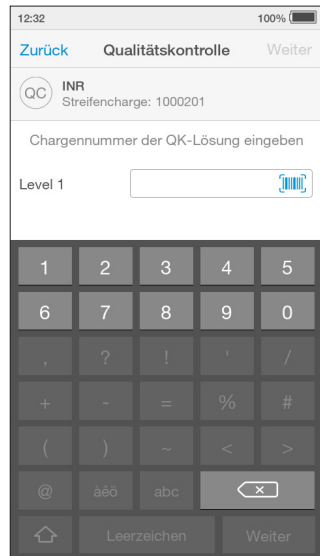 12:32 100%
Zurück Qualitätskontrolle Weiter
QC INR
Streifencharge: 1000201
Chargennummer der QK-Lösung eingeben
Level 1
1 2 3 4 5
6 7 8 9 0
, ? ! ' /
+ - = % #
( ) ~ < >
@ àêö abc
Leerzeichen Weiter